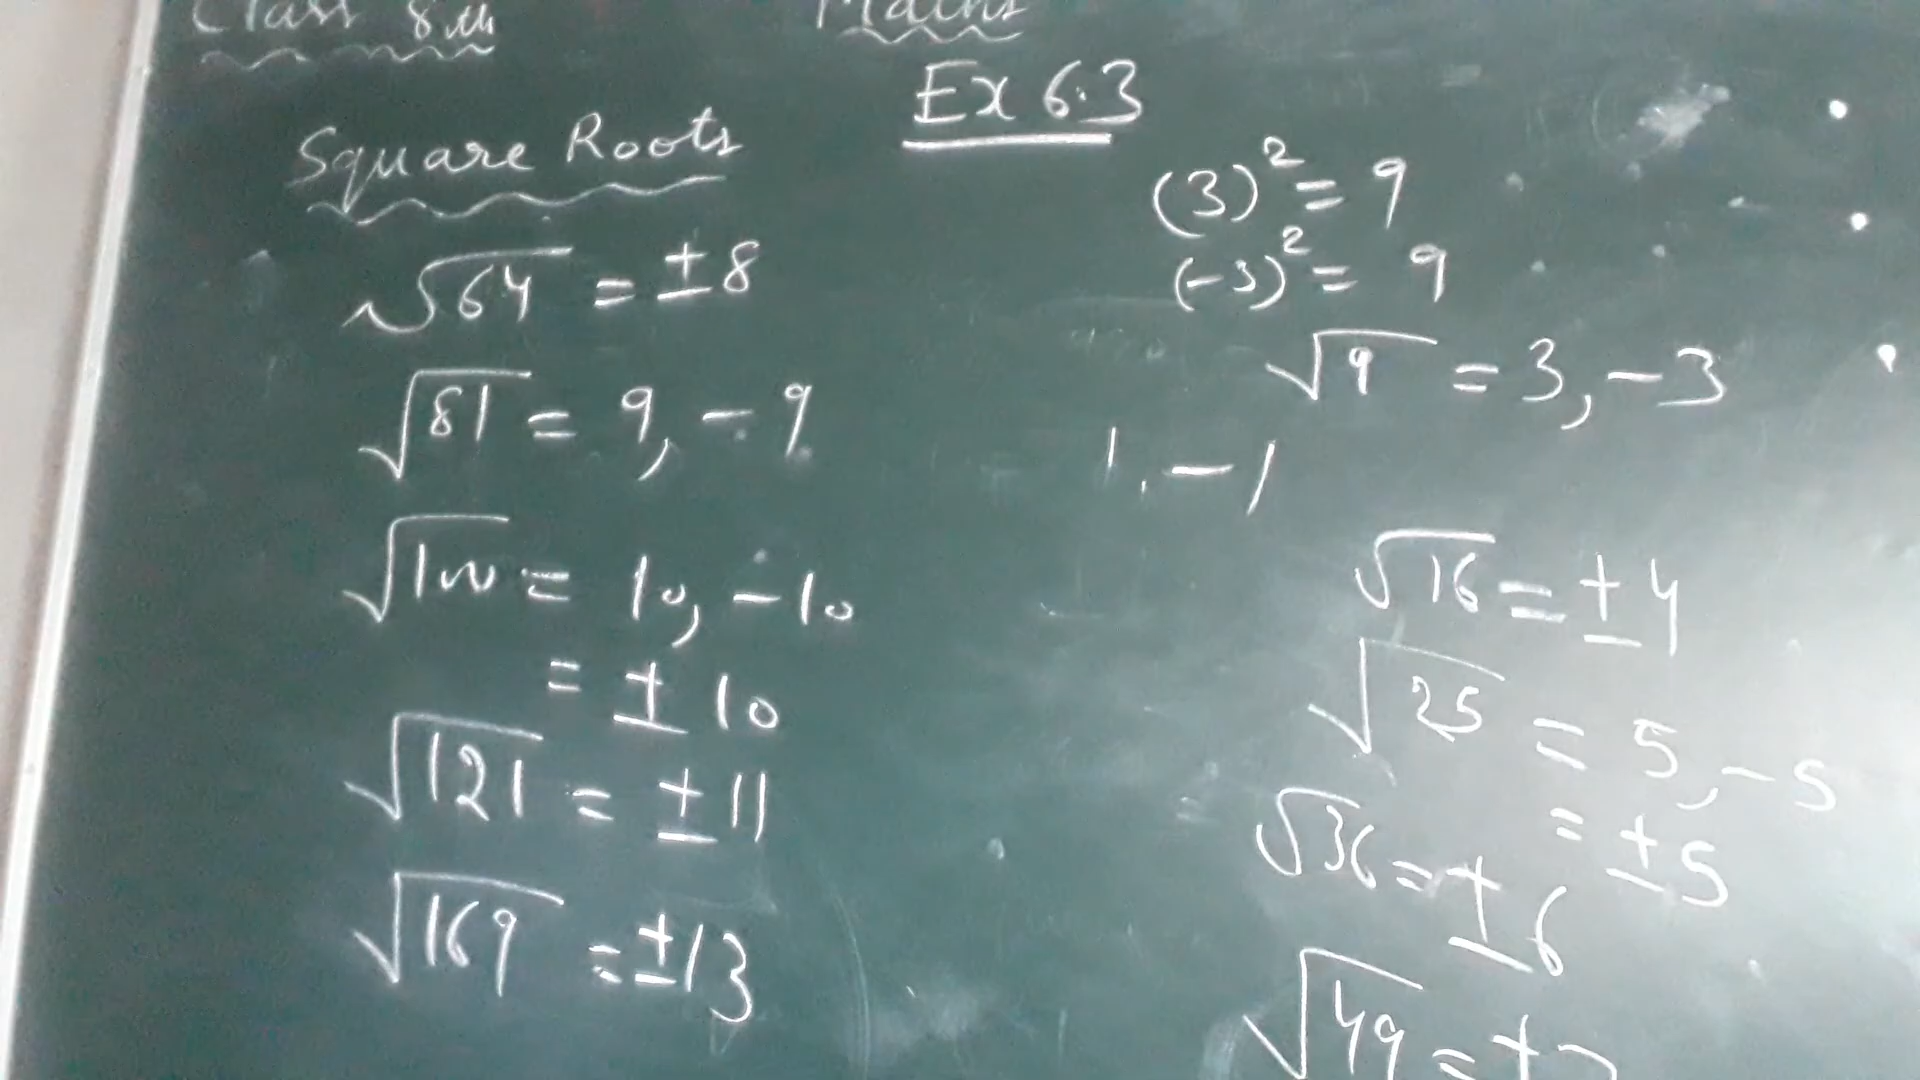 Class 8th Maths
Ex 6.3
Square Roots
√64 = ±8
√81 = 9, -9
√100 = 10, -10
= ±10
√121 = ±11
√169 = ±13
(3)² = 9
(-3)² = 9
√9 = 3, -3
1, -1
√16 = ±4
√25 = 5, -5
= ±5
√36 = ±6
√49 = ±7